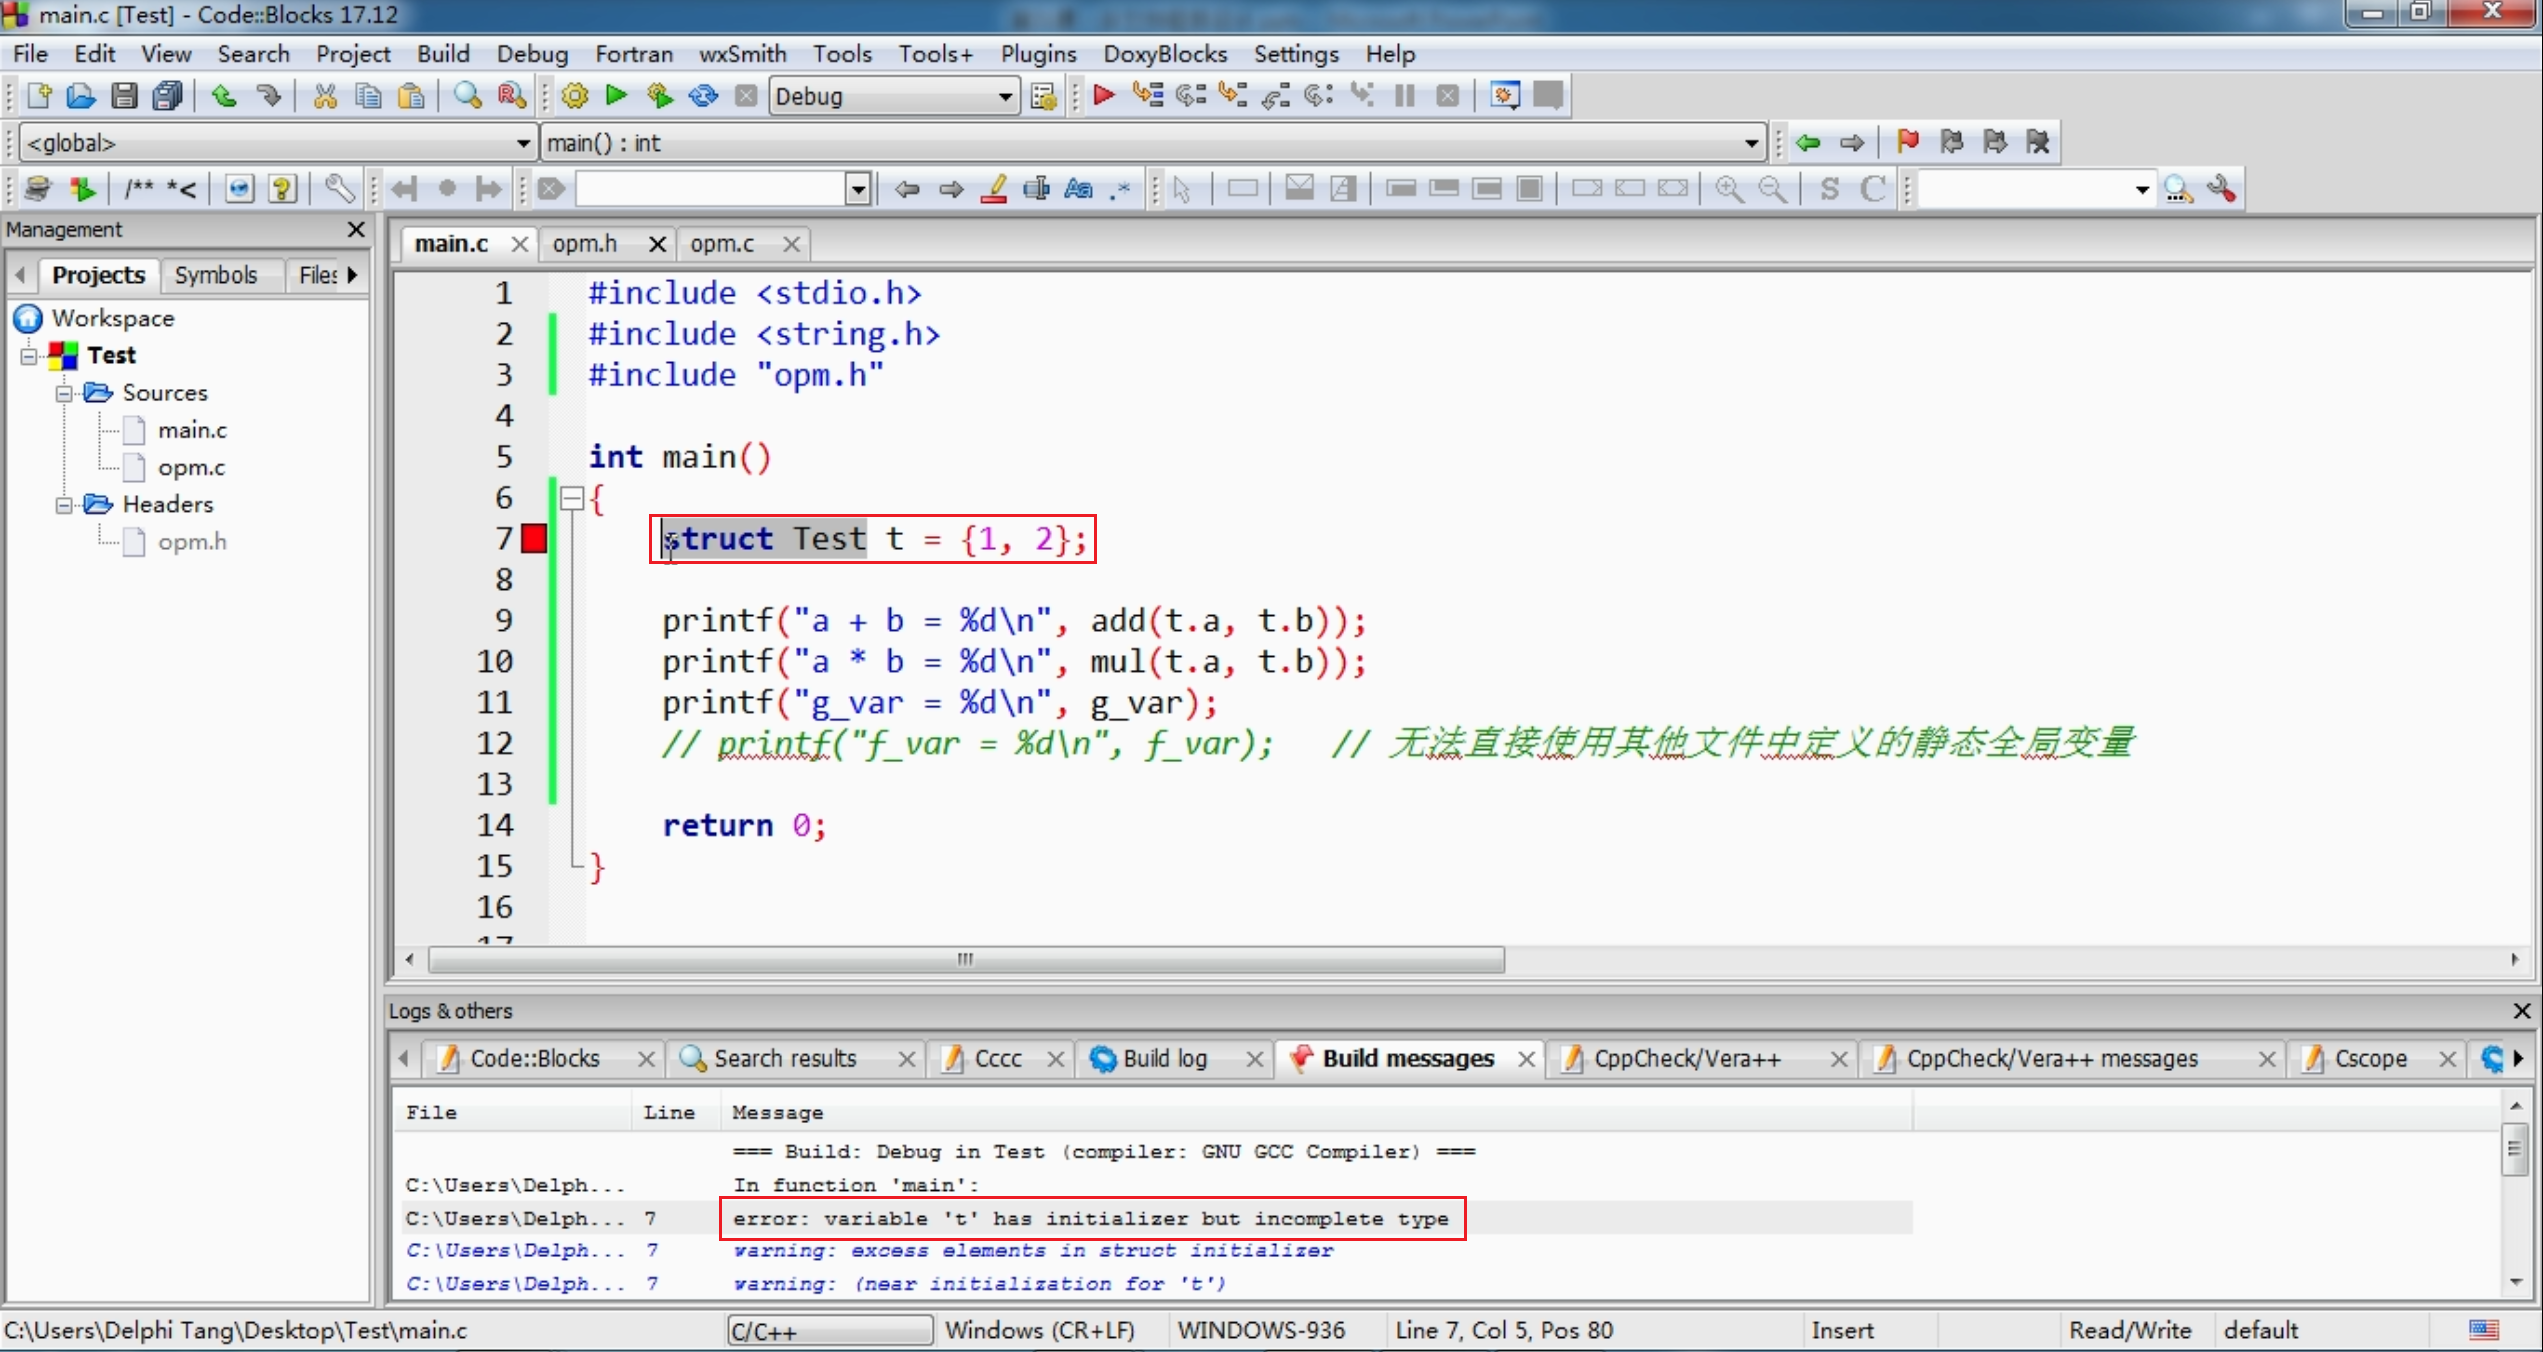 main.c [Test] - Code::Blocks 17.12
File Edit View Search Project Build Debug Fortran wxSmith Tools Tools+ Plugins DoxyBlocks Settings Help
Debug
<global> main() : int
/** *<
S C
Management
Projects Symbols Files
Workspace
Test
Sources
main.c
opm.c
Headers
opm.h
main.c opm.h opm.c
1 #include <stdio.h>
2 #include <string.h>
3 #include "opm.h"
4
5 int main()
6 {
7 struct Test t = {1, 2};
8
9 printf("a + b = %d\n", add(t.a, t.b));
10 printf("a * b = %d\n", mul(t.a, t.b));
11 printf("g_var = %d\n", g_var);
12 // printf("f_var = %d\n", f_var); // 无法直接使用其他文件中定义的静态全局变量
13
14 return 0;
15 }
16
17
Logs & others
Code::Blocks Search results Cccc Build log Build messages CppCheck/Vera++ CppCheck/Vera++ messages Cscope
File Line Message
=== Build: Debug in Test (compiler: GNU GCC Compiler) ===
C:\Users\Delph... In function 'main':
C:\Users\Delph... 7 error: variable 't' has initializer but incomplete type
C:\Users\Delph... 7 warning: excess elements in struct initializer
C:\Users\Delph... 7 warning: (near initialization for 't')
C:\Users\Delphi Tang\Desktop\Test\main.c C/C++ Windows (CR+LF) WINDOWS-936 Line 7, Col 5, Pos 80 Insert Read/Write default